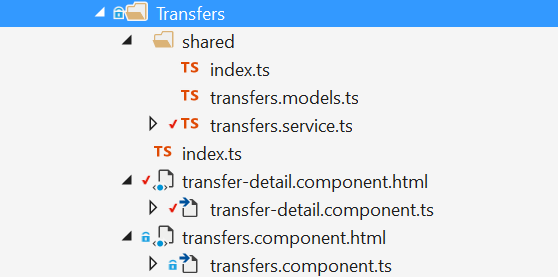 Transfers
shared
TS index.ts
TS transfers.models.ts
TS transfers.service.ts
TS index.ts
transfer-detail.component.html
transfer-detail.component.ts
transfers.component.html
transfers.component.ts